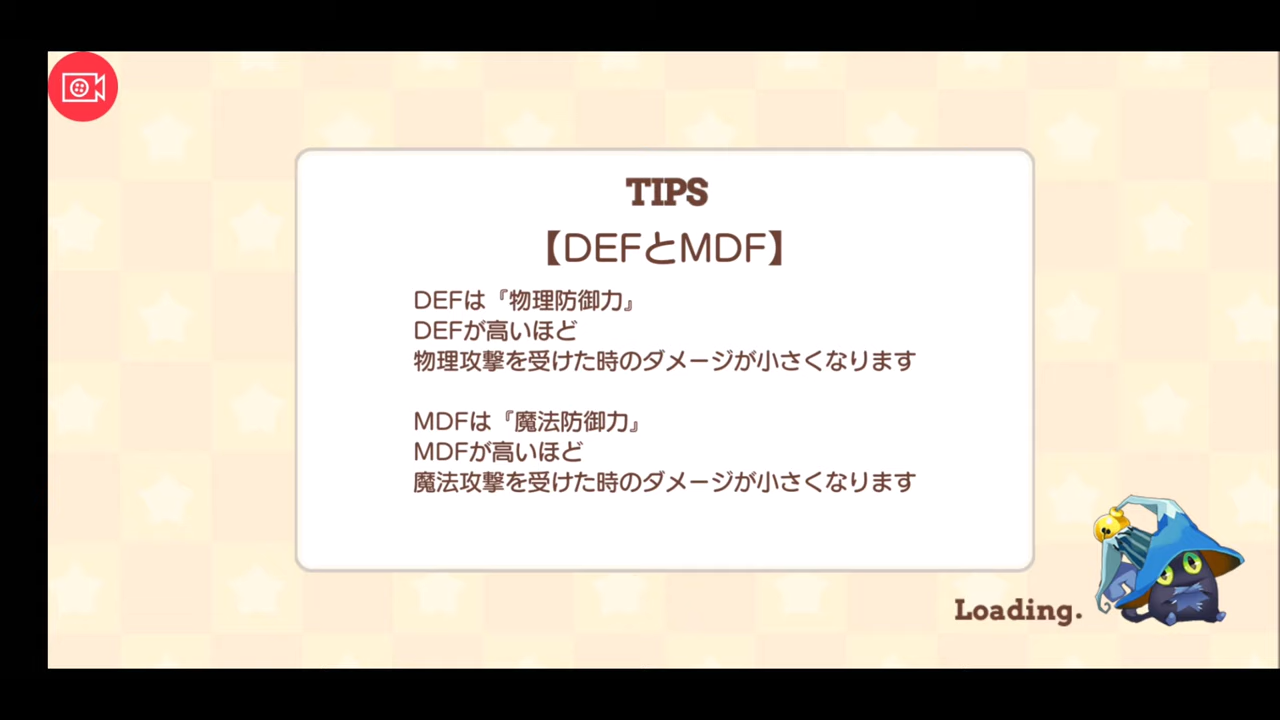 TIPS
【DEFとMDF】
DEFは『物理防御力』
DEFが高いほど
物理攻撃を受けた時のダメージが小さくなります
MDFは『魔法防御力』
MDFが高いほど
魔法攻撃を受けた時のダメージが小さくなります
Loading.